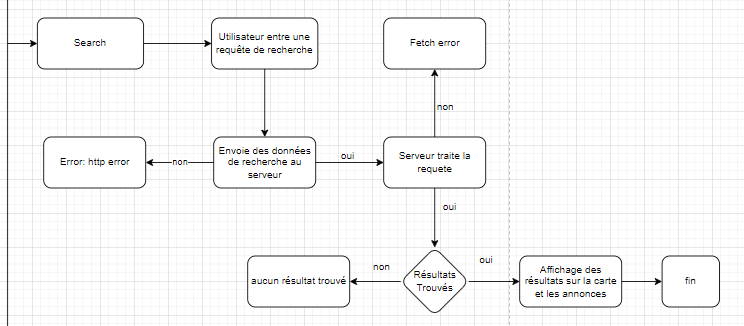 Search
Utilisateur entre une
requête de recherche
Fetch error
non
Error: http error
non
Envoie des données
de recherche au
serveur
oui
Serveur traite la
requete
oui
aucun résultat trouvé
non
Résultats
Trouvés
oui
Affichage des
résultats sur la carte
et les annonces
fin